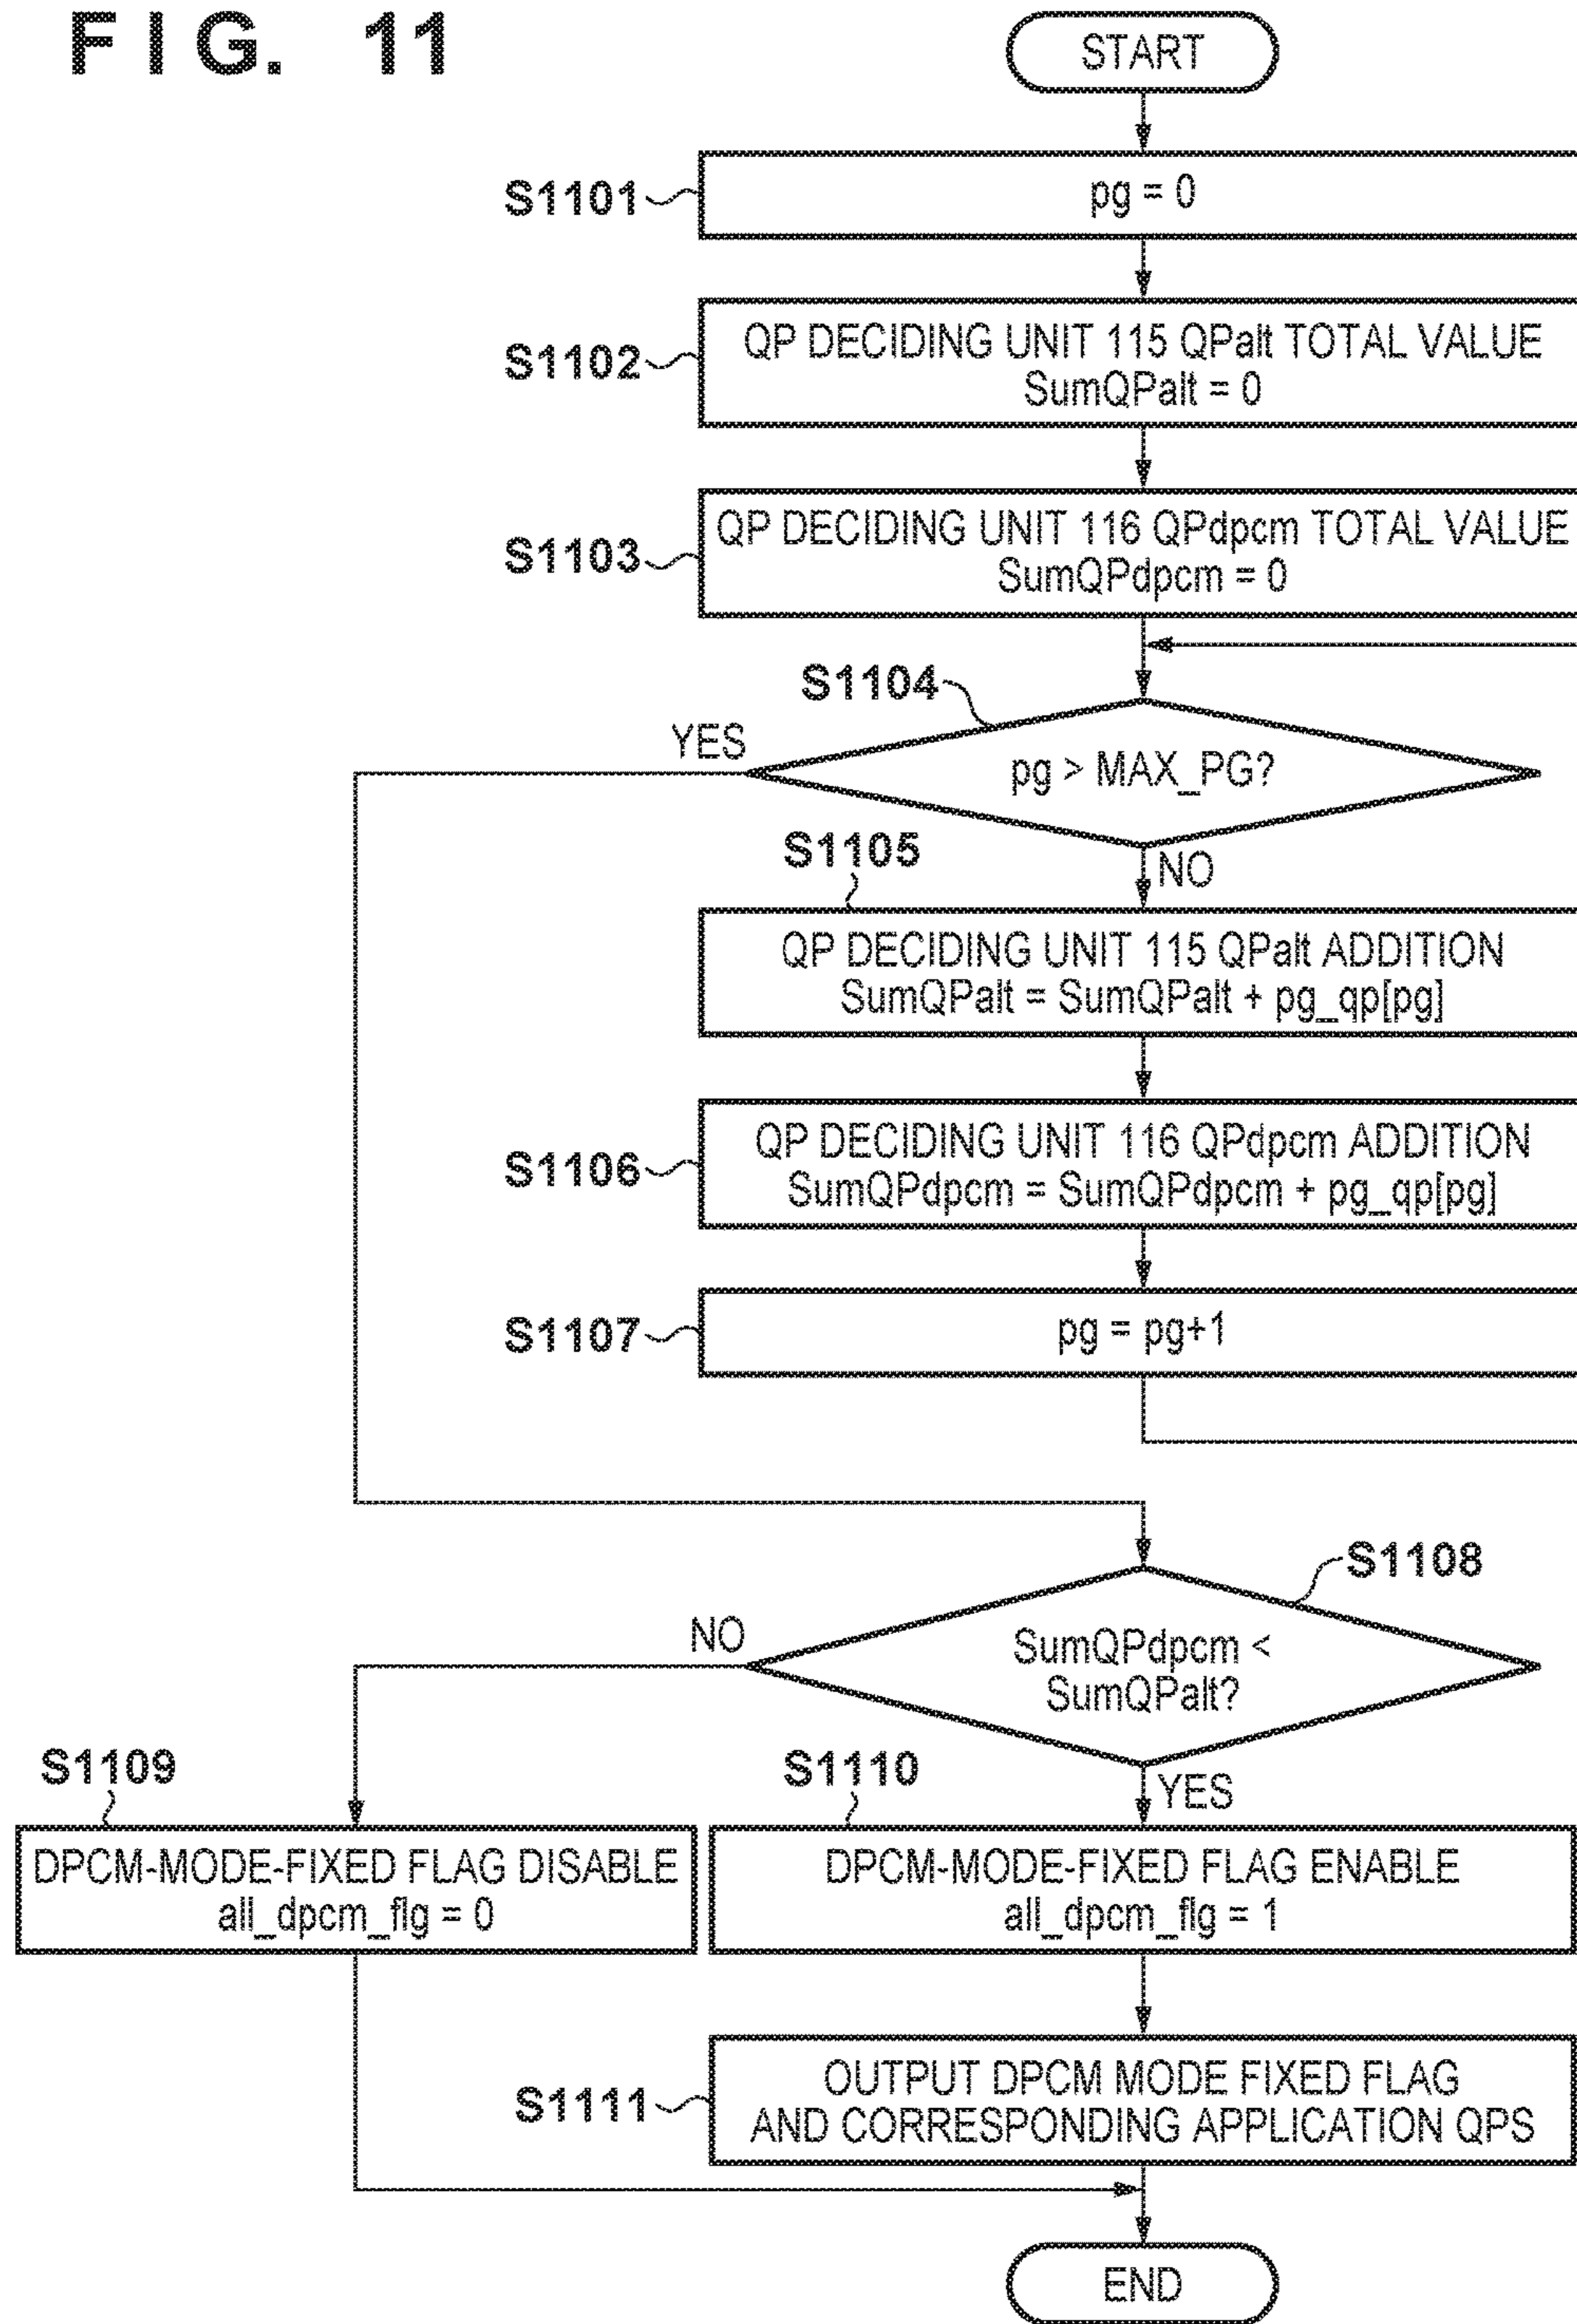 FIG. 11
START
S1101
pg = 0
S1102
QP DECIDING UNIT 115 QPalt TOTAL VALUE
SumQPalt = 0
S1103
QP DECIDING UNIT 116 QPdpcm TOTAL VALUE
SumQPdpcm = 0
S1104
YES
pg > MAX_PG?
NO
S1105
QP DECIDING UNIT 115 QPalt ADDITION
SumQPalt = SumQPalt + pg_qp[pg]
S1106
QP DECIDING UNIT 116 QPdpcm ADDITION
SumQPdpcm = SumQPdpcm + pg_qp[pg]
S1107
pg = pg+1
S1108
NO
SumQPdpcm <
SumQPalt?
YES
S1109
DPCM-MODE-FIXED FLAG DISABLE
all_dpcm_flg = 0
S1110
DPCM-MODE-FIXED FLAG ENABLE
all_dpcm_flg = 1
S1111
OUTPUT DPCM MODE FIXED FLAG
AND CORRESPONDING APPLICATION QPS
END